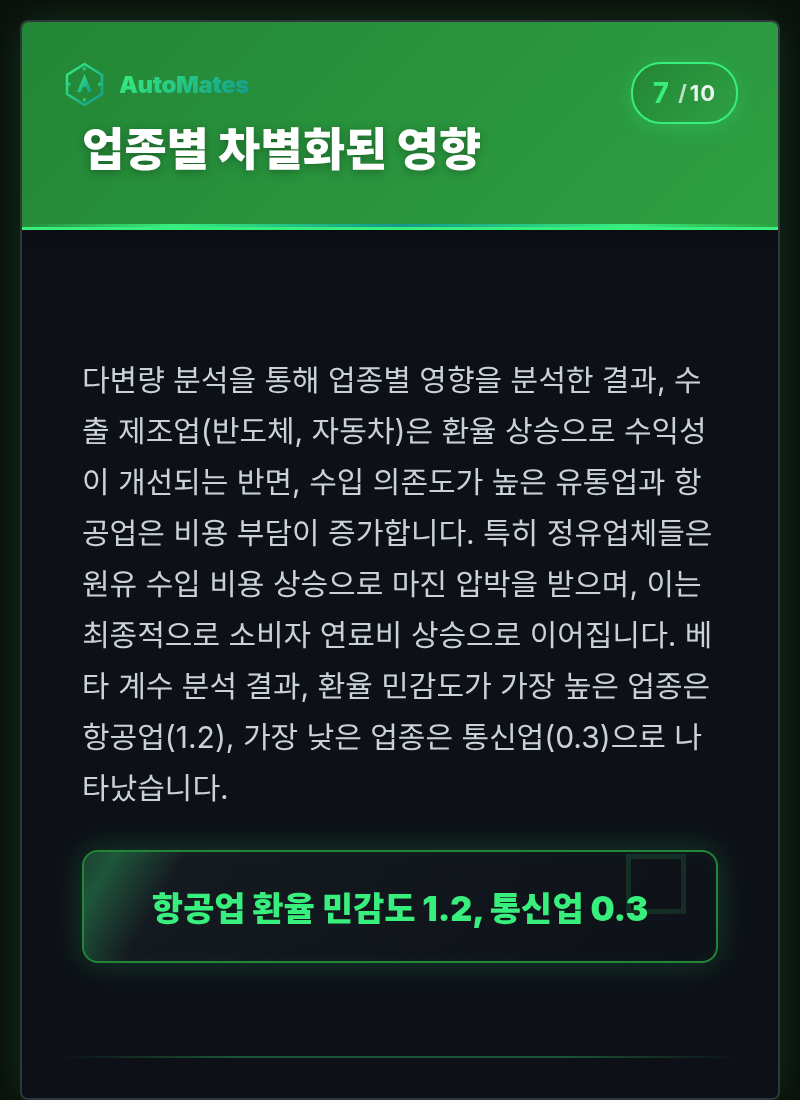 AutoMates
7 / 10
업종별 차별화된 영향
다변량 분석을 통해 업종별 영향을 분석한 결과, 수
출 제조업(반도체, 자동차)은 환율 상승으로 수익성
이 개선되는 반면, 수입 의존도가 높은 유통업과 항
공업은 비용 부담이 증가합니다. 특히 정유업체들은
원유 수입 비용 상승으로 마진 압박을 받으며, 이는
최종적으로 소비자 연료비 상승으로 이어집니다. 베
타 계수 분석 결과, 환율 민감도가 가장 높은 업종은
항공업(1.2), 가장 낮은 업종은 통신업(0.3)으로 나
타났습니다.
항공업 환율 민감도 1.2, 통신업 0.3